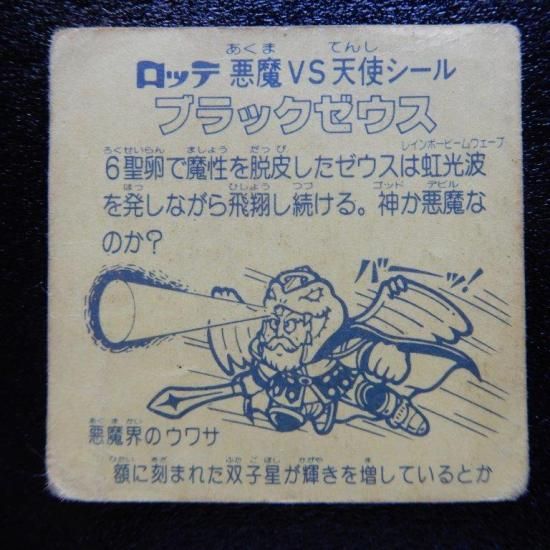 あくま てんし
ロッテ 悪魔VS天使シール
ブラックゼウス
ろくせいらん ましょう だっぴ レインボービームウェーブ
6聖卵で魔性を脱皮したゼウスは虹光波
はっ ひしょう つづ ゴッド デビル
を発しながら飛翔し続ける。神か悪魔な
のか?
バッ!!
あくまかい
悪魔界のウワサ
ひたい きざ ふたごぼし かがや ま
額に刻まれた双子星が輝きを増しているとか